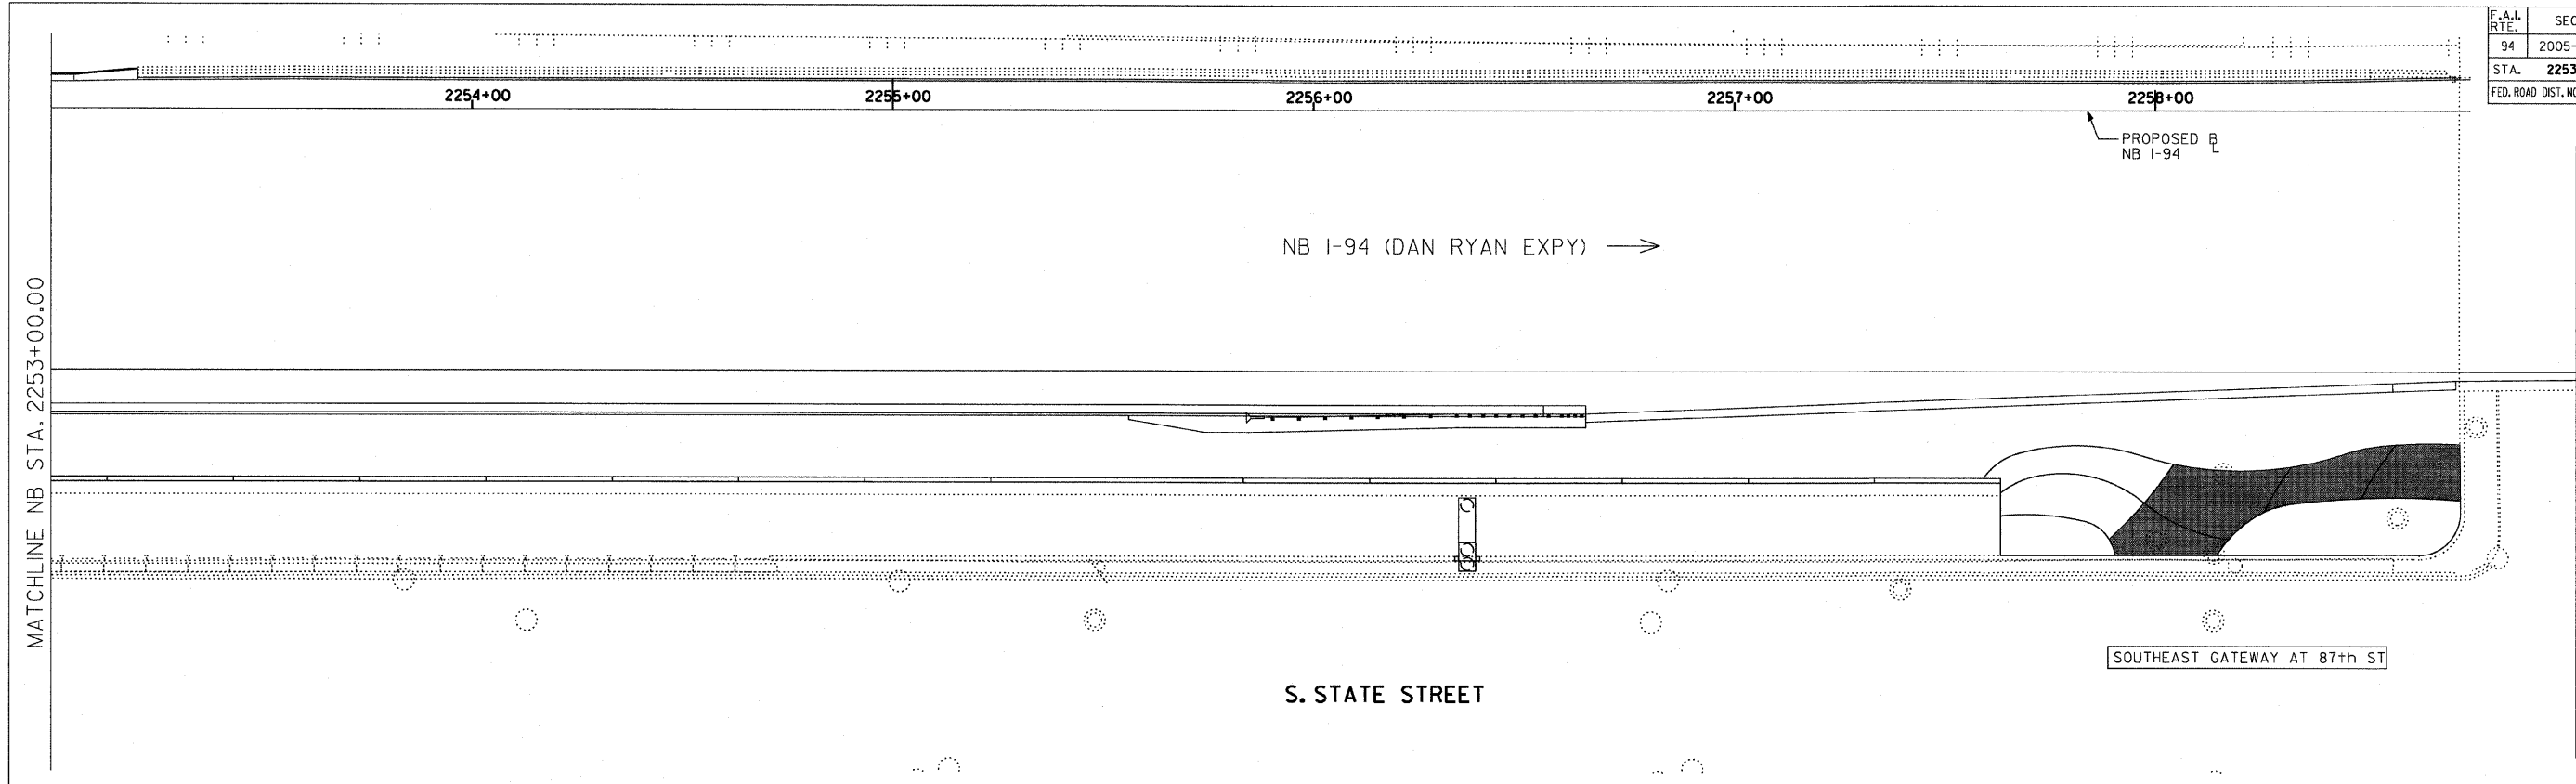 F.A.I. RTE. SEC
94 2005-
STA. 2253
FED. ROAD DIST. NO
2254+00 2255+00 2256+00 2257+00 2258+00
PROPOSED BL
NB I-94
NB I-94 (DAN RYAN EXPY)
MATCHLINE NB STA. 2253+00.00
SOUTHEAST GATEWAY AT 87th ST
S. STATE STREET